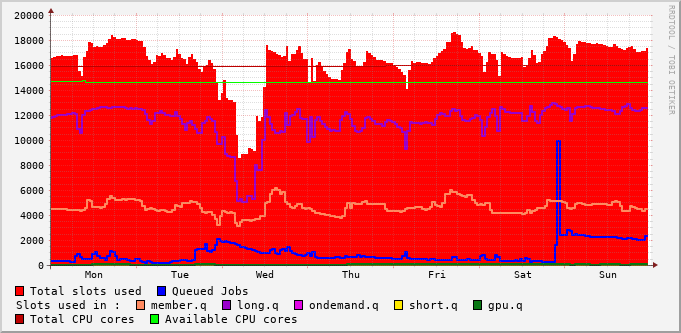 20000
18000
16000
14000
12000
10000
8000
6000
4000
2000
0
Mon Tue Wed Thu Fri Sat Sun
Total slots used Queued Jobs
Slots used in : member.q long.q ondemand.q short.q gpu.q
Total CPU cores Available CPU cores
RRDTOOL / TOBI OETIKER